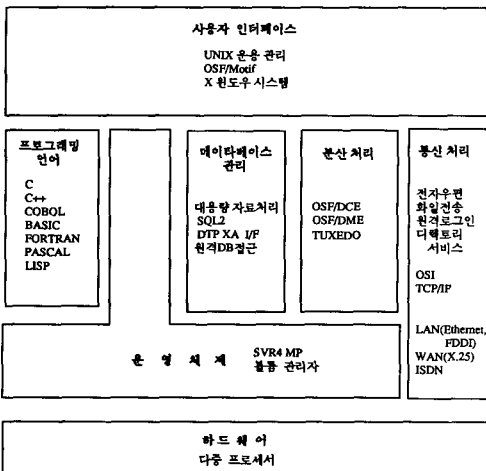 사용자 인터페이스
UNIX 운용 관리
OSF/Motif
X 윈도우 시스템
프로그래밍
언어
C
C++
COBOL
BASIC
FORTRAN
PASCAL
LISP
데이타베이스
관리
대용량 자료처리
SQL2
DTP XA I/F
원격DB접근
분산 처리
OSF/DCE
OSF/DME
TUXEDO
통신 처리
전자우편
화일전송
원격로그인
디렉토리
서비스
OSI
TCP/IP
LAN(Ethernet,
FDDI)
WAN(X.25)
ISDN
운 영 체 제
SVR4 MP
볼륨 관리자
하 드 웨 어
다중 프로세서